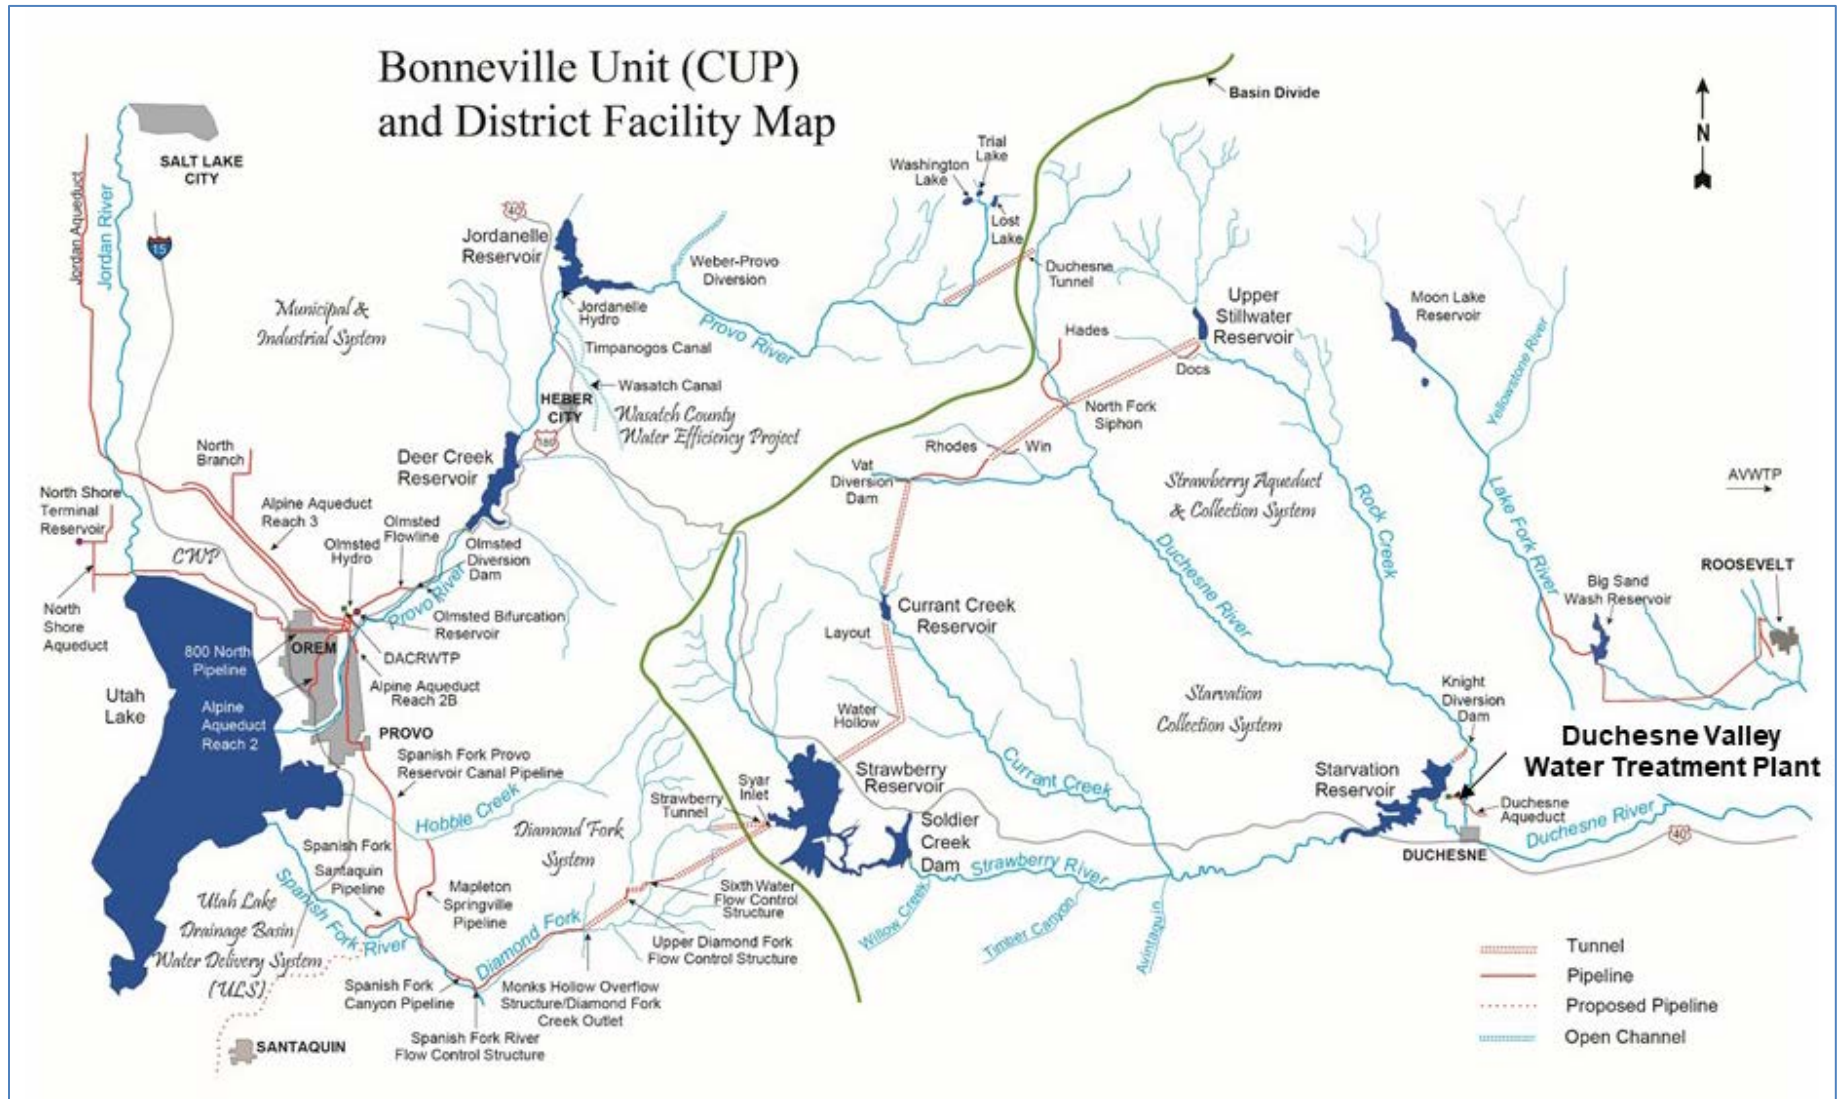 Bonneville Unit (CUP)
and District Facility Map
Basin Divide
N
SALT LAKE
CITY
Jordan Aqueduct
Jordan River
15
40
Jordanelle
Reservoir
Weber-Provo
Diversion
Washington
Lake
Trial
Lake
Lost
Lake
Duchesne
Tunnel
Jordanelle
Hydro
Municipal &
Industrial System
Provo River
Timpanogos Canal
Wasatch Canal
HEBER
CITY
Wasatch County
Water Efficiency Project
189
Hades
Upper
Stillwater
Reservoir
Docs
Moon Lake
Reservoir
Yellowstone River
North Fork
Siphon
Rhodes
Win
Vat
Diversion
Dam
Strawberry Aqueduct
& Collection System
Rock Creek
Lake Fork River
AVWTP
ROOSEVELT
Big Sand
Wash Reservoir
Duchesne River
North
Branch
Deer Creek
Reservoir
North Shore
Terminal
Reservoir
Alpine Aqueduct
Reach 3
Olmsted
Flowline
Olmsted
Hydro
Olmsted
Diversion
Dam
CWP
Provo River
North
Shore
Aqueduct
Olmsted Bifurcation
Reservoir
800 North
Pipeline
OREM
DACRWTP
Alpine Aqueduct
Reach 2B
Utah
Lake
Alpine
Aqueduct
Reach 2
PROVO
Spanish Fork Provo
Reservoir Canal Pipeline
Hobble Creek
Currant Creek
Reservoir
Layout
Water
Hollow
Starvation
Collection System
Knight
Diversion
Dam
Duchesne Valley
Water Treatment Plant
Starvation
Reservoir
Duchesne
Aqueduct
Duchesne River
40
DUCHESNE
Currant Creek
Strawberry
Reservoir
Syar
Inlet
Strawberry
Tunnel
Soldier
Creek
Dam
Strawberry River
Diamond Fork
System
Spanish Fork
Santaquin
Pipeline
Mapleton
Springville
Pipeline
Sixth Water
Flow Control
Structure
Willow Creek
Timber Canyon
Avintaquin
Utah Lake
Drainage Basin
Water Delivery System
(ULS)
Spanish Fork River
Diamond Fork
Upper Diamond Fork
Flow Control Structure
Spanish Fork
Canyon Pipeline
Monks Hollow Overflow
Structure/Diamond Fork
Creek Outlet
Spanish Fork River
Flow Control Structure
SANTAQUIN
Tunnel
Pipeline
Proposed Pipeline
Open Channel